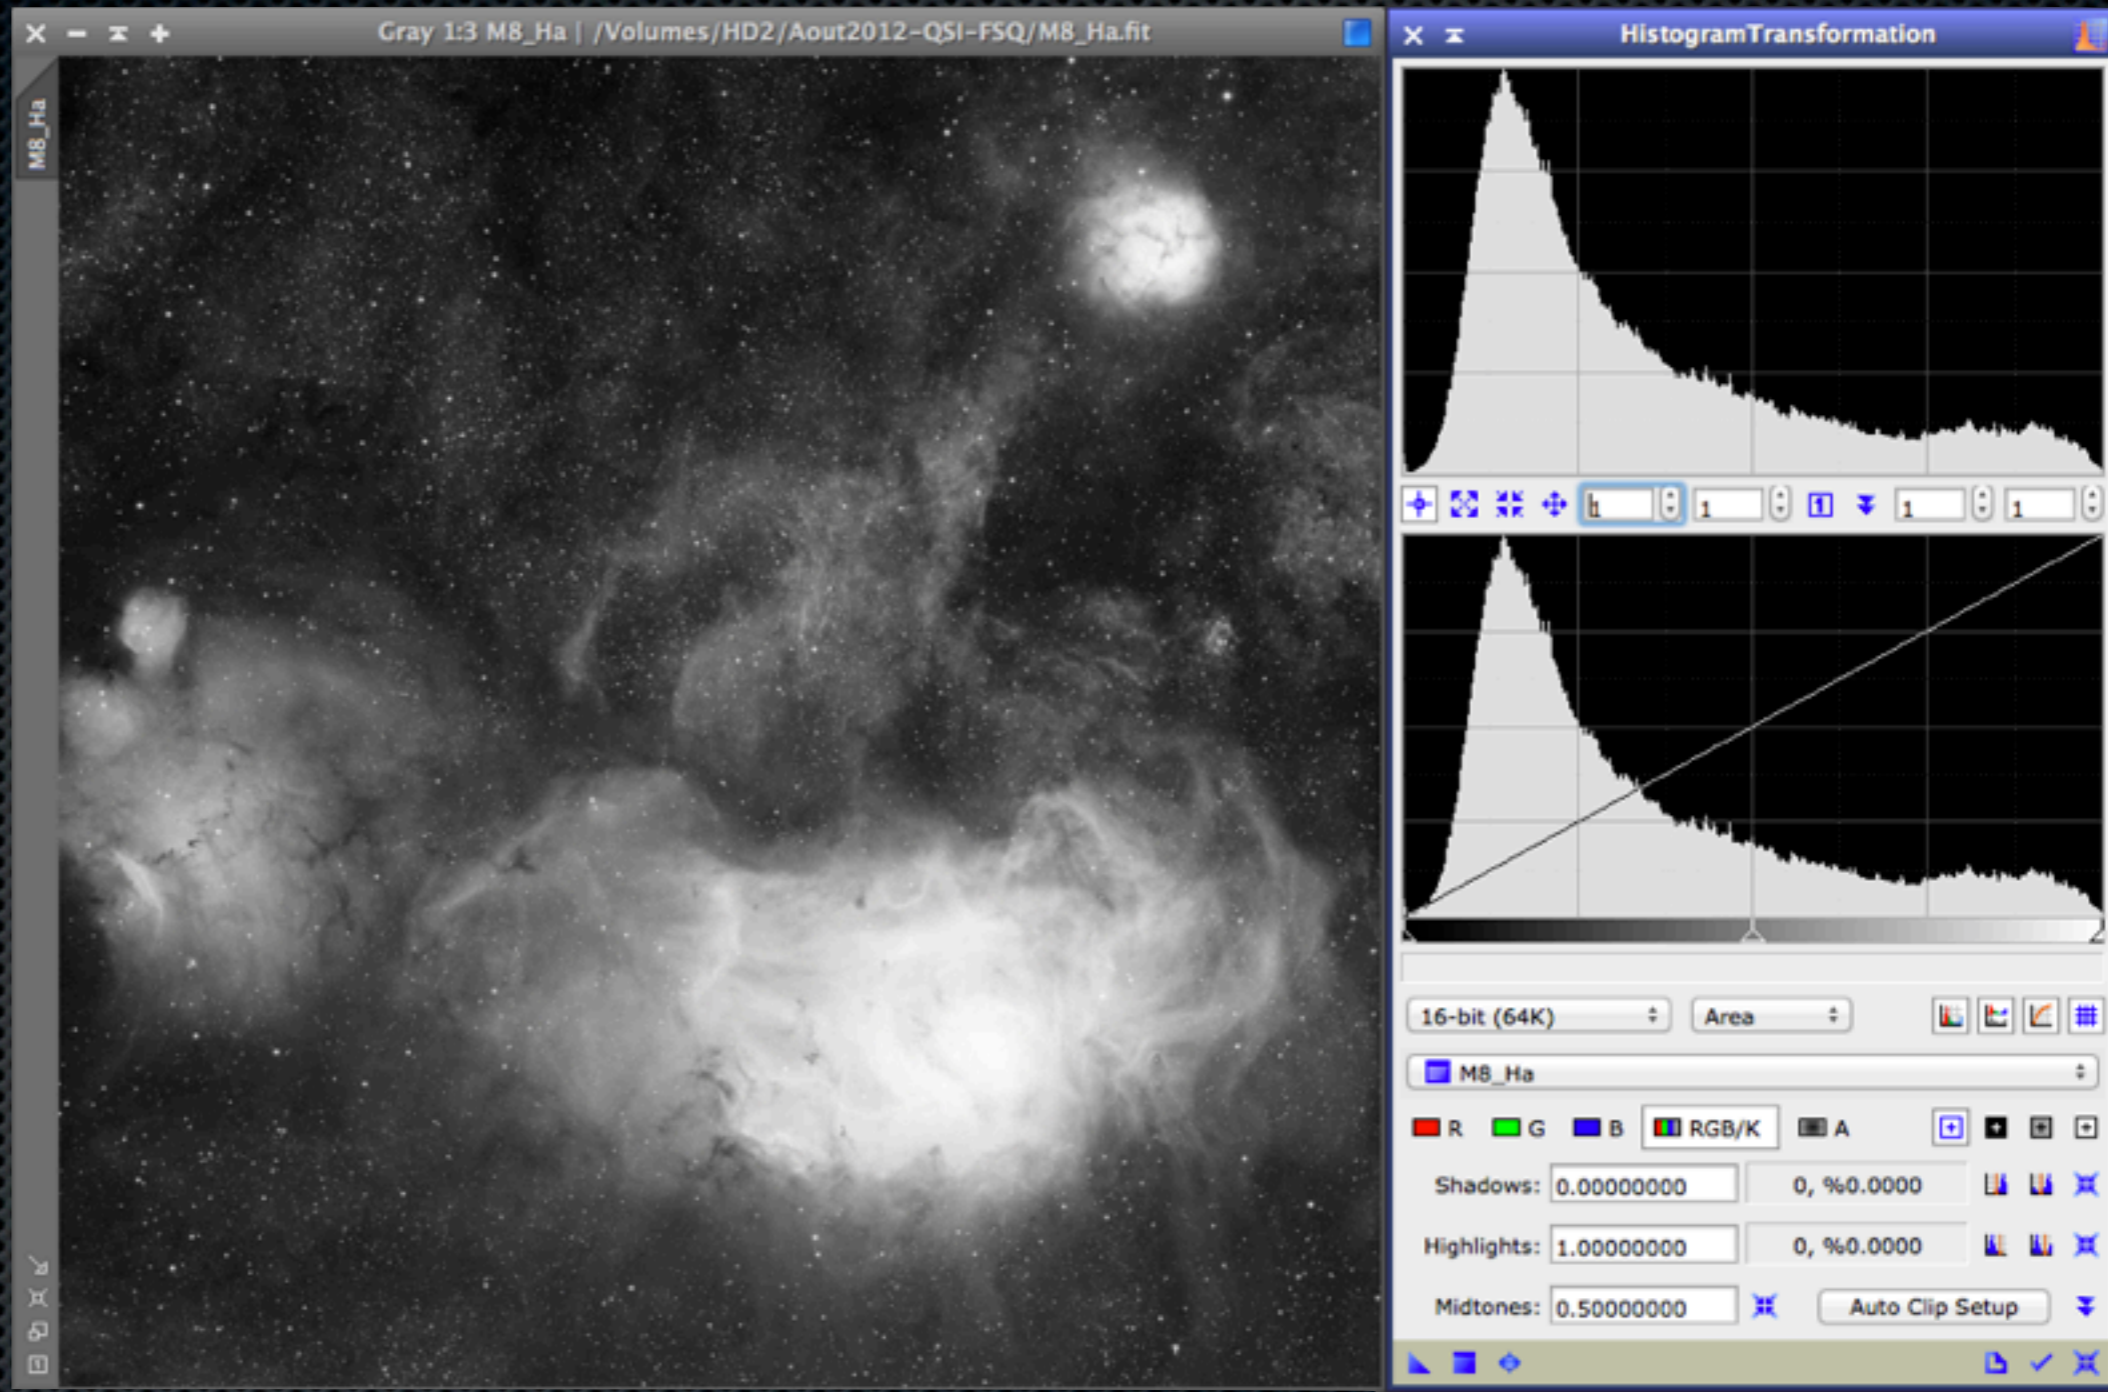 Gray 1:3 M8_Ha | /Volumes/HD2/Aout2012-QSI-FSQ/M8_Ha.fit
M8_Ha
HistogramTransformation
1 1 1 1 1
16-bit (64K) Area
M8_Ha
R G B RGB/K A
Shadows: 0.00000000 0, %0.0000
Highlights: 1.00000000 0, %0.0000
Midtones: 0.50000000 Auto Clip Setup